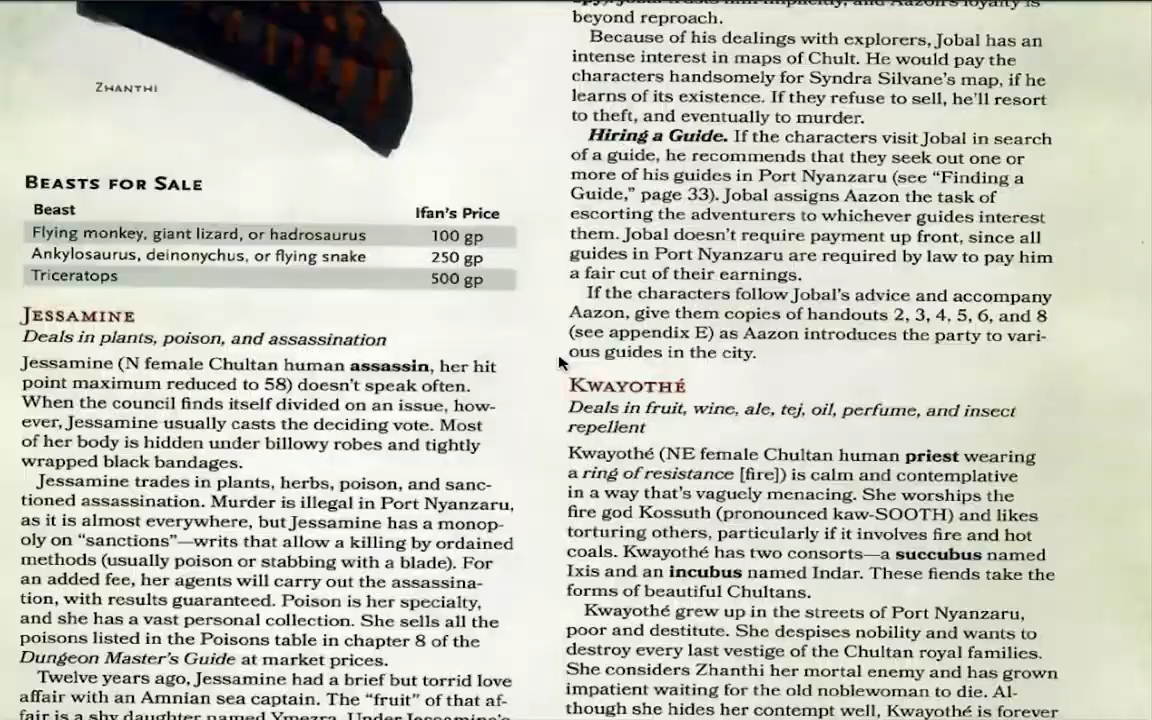 ZHANTHI
BEASTS FOR SALE
Beast Ifan's Price
Flying monkey, giant lizard, or hadrosaurus 100 gp
Ankylosaurus, deinonychus, or flying snake 250 gp
Triceratops 500 gp
JESSAMINE
Deals in plants, poison, and assassination
Jessamine (N female Chultan human assassin, her hit
point maximum reduced to 58) doesn't speak often.
When the council finds itself divided on an issue, how-
ever, Jessamine usually casts the deciding vote. Most
of her body is hidden under billowy robes and tightly
wrapped black bandages.
Jessamine trades in plants, herbs, poison, and sanc-
tioned assassination. Murder is illegal in Port Nyanzaru,
as it is almost everywhere, but Jessamine has a monop-
oly on "sanctions"—writs that allow a killing by ordained
methods (usually poison or stabbing with a blade). For
an added fee, her agents will carry out the assassina-
tion, with results guaranteed. Poison is her specialty,
and she has a vast personal collection. She sells all the
poisons listed in the Poisons table in chapter 8 of the
Dungeon Master's Guide at market prices.
Twelve years ago, Jessamine had a brief but torrid love
affair with an Amnian sea captain. The "fruit" of that af-
fair is a shy daughter named Ymezra. Under Jessamine's
spy), Jobal trusts him implicitly, and Aazon's loyalty is
beyond reproach.
Because of his dealings with explorers, Jobal has an
intense interest in maps of Chult. He would pay the
characters handsomely for Syndra Silvane's map, if he
learns of its existence. If they refuse to sell, he'll resort
to theft, and eventually to murder.
Hiring a Guide. If the characters visit Jobal in search
of a guide, he recommends that they seek out one or
more of his guides in Port Nyanzaru (see "Finding a
Guide," page 33). Jobal assigns Aazon the task of
escorting the adventurers to whichever guides interest
them. Jobal doesn't require payment up front, since all
guides in Port Nyanzaru are required by law to pay him
a fair cut of their earnings.
If the characters follow Jobal's advice and accompany
Aazon, give them copies of handouts 2, 3, 4, 5, 6, and 8
(see appendix E) as Aazon introduces the party to vari-
ous guides in the city.
KWAYOTHÉ
Deals in fruit, wine, ale, tej, oil, perfume, and insect
repellent
Kwayothé (NE female Chultan human priest wearing
a ring of resistance [fire]) is calm and contemplative
in a way that's vaguely menacing. She worships the
fire god Kossuth (pronounced kaw-SOOTH) and likes
torturing others, particularly if it involves fire and hot
coals. Kwayothé has two consorts—a succubus named
Ixis and an incubus named Indar. These fiends take the
forms of beautiful Chultans.
Kwayothé grew up in the streets of Port Nyanzaru,
poor and destitute. She despises nobility and wants to
destroy every last vestige of the Chultan royal families.
She considers Zhanthi her mortal enemy and has grown
impatient waiting for the old noblewoman to die. Al-
though she hides her contempt well, Kwayothé is forever